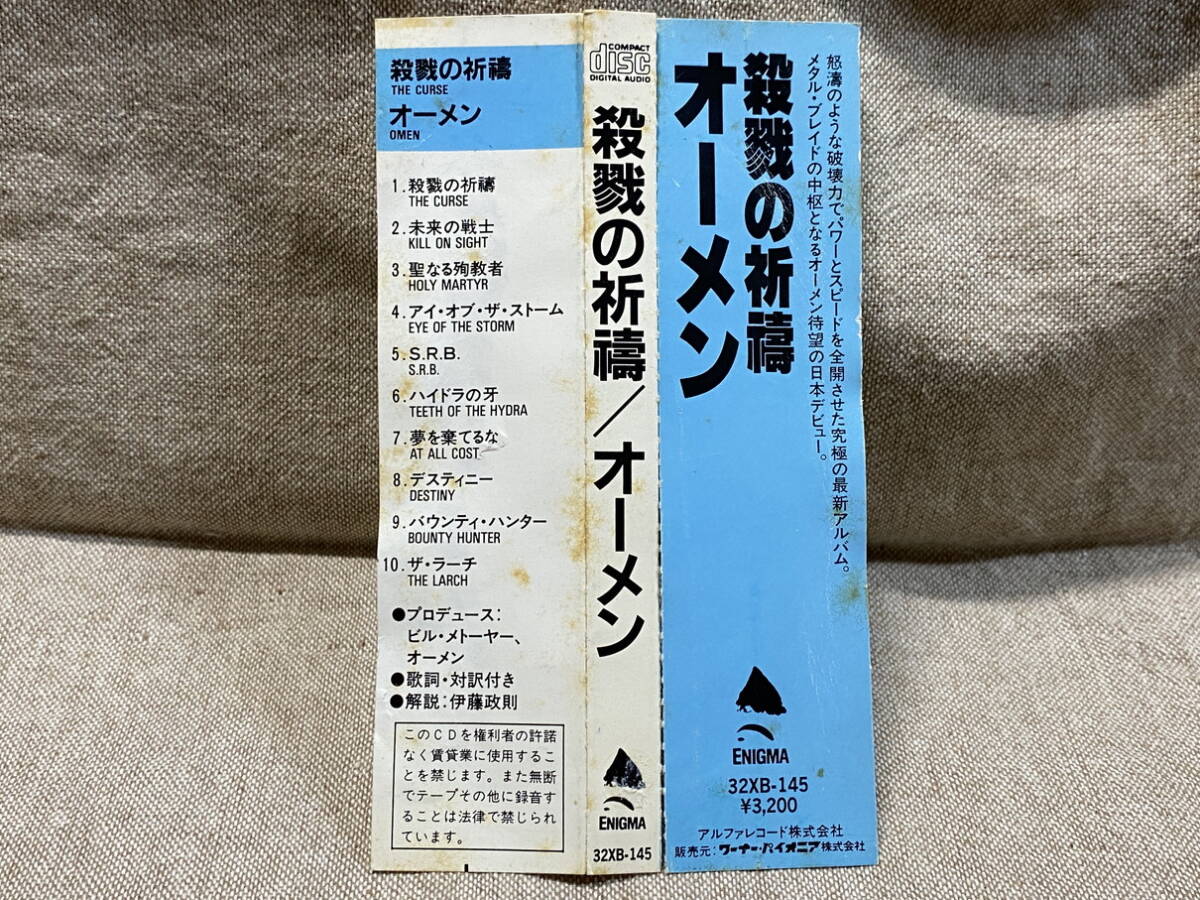 殺戮の祈禱
THE CURSE
オーメン
OMEN
1. 殺戮の祈禱
THE CURSE
2. 未来の戦士
KILL ON SIGHT
3. 聖なる殉教者
HOLY MARTYR
4. アイ・オブ・ザ・ストーム
EYE OF THE STORM
5. S.R.B.
S.R.B.
6. ハイドラの牙
TEETH OF THE HYDRA
7. 夢を棄てるな
AT ALL COST
8. デスティニー
DESTINY
9. バウンティ・ハンター
BOUNTY HUNTER
10. ザ・ラーチ
THE LARCH
●プロデュース:
ビル・メトーヤー、
オーメン
●歌詞・対訳付き
●解説:伊藤政則
このCDを権利者の許諾
なく賃貸業に使用するこ
とを禁じます。また無断
でテープその他に録音す
ることは法律で禁じられ
ています。
COMPACT
disc
DIGITAL AUDIO
殺戮の祈禱/オーメン
ENIGMA
32XB-145
怒濤のような破壊力で、パワーとスピードを全開させた究極の最新アルバム。
メタル・ブレイドの中枢となるオーメン待望の日本デビュー。
殺戮の祈禱
オーメン
ENIGMA
32XB-145
¥3,200
アルファレコード株式会社
販売元:ワーナー・パイオニア株式会社